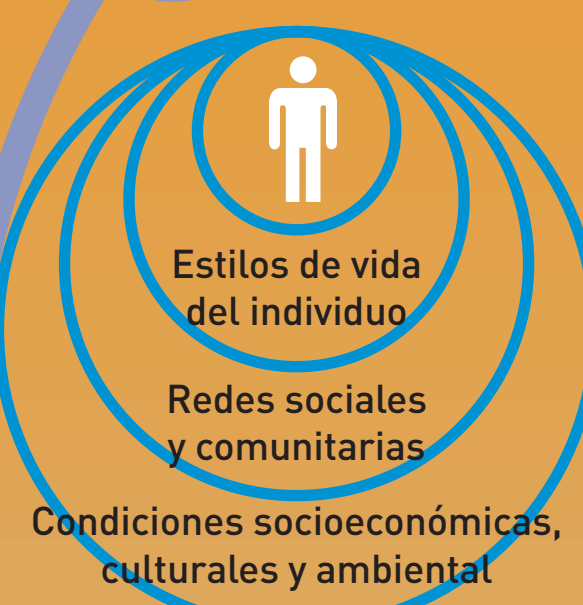 Estilos de vida
del individuo
Redes sociales
y comunitarias
Condiciones socioeconómicas,
culturales y ambiental